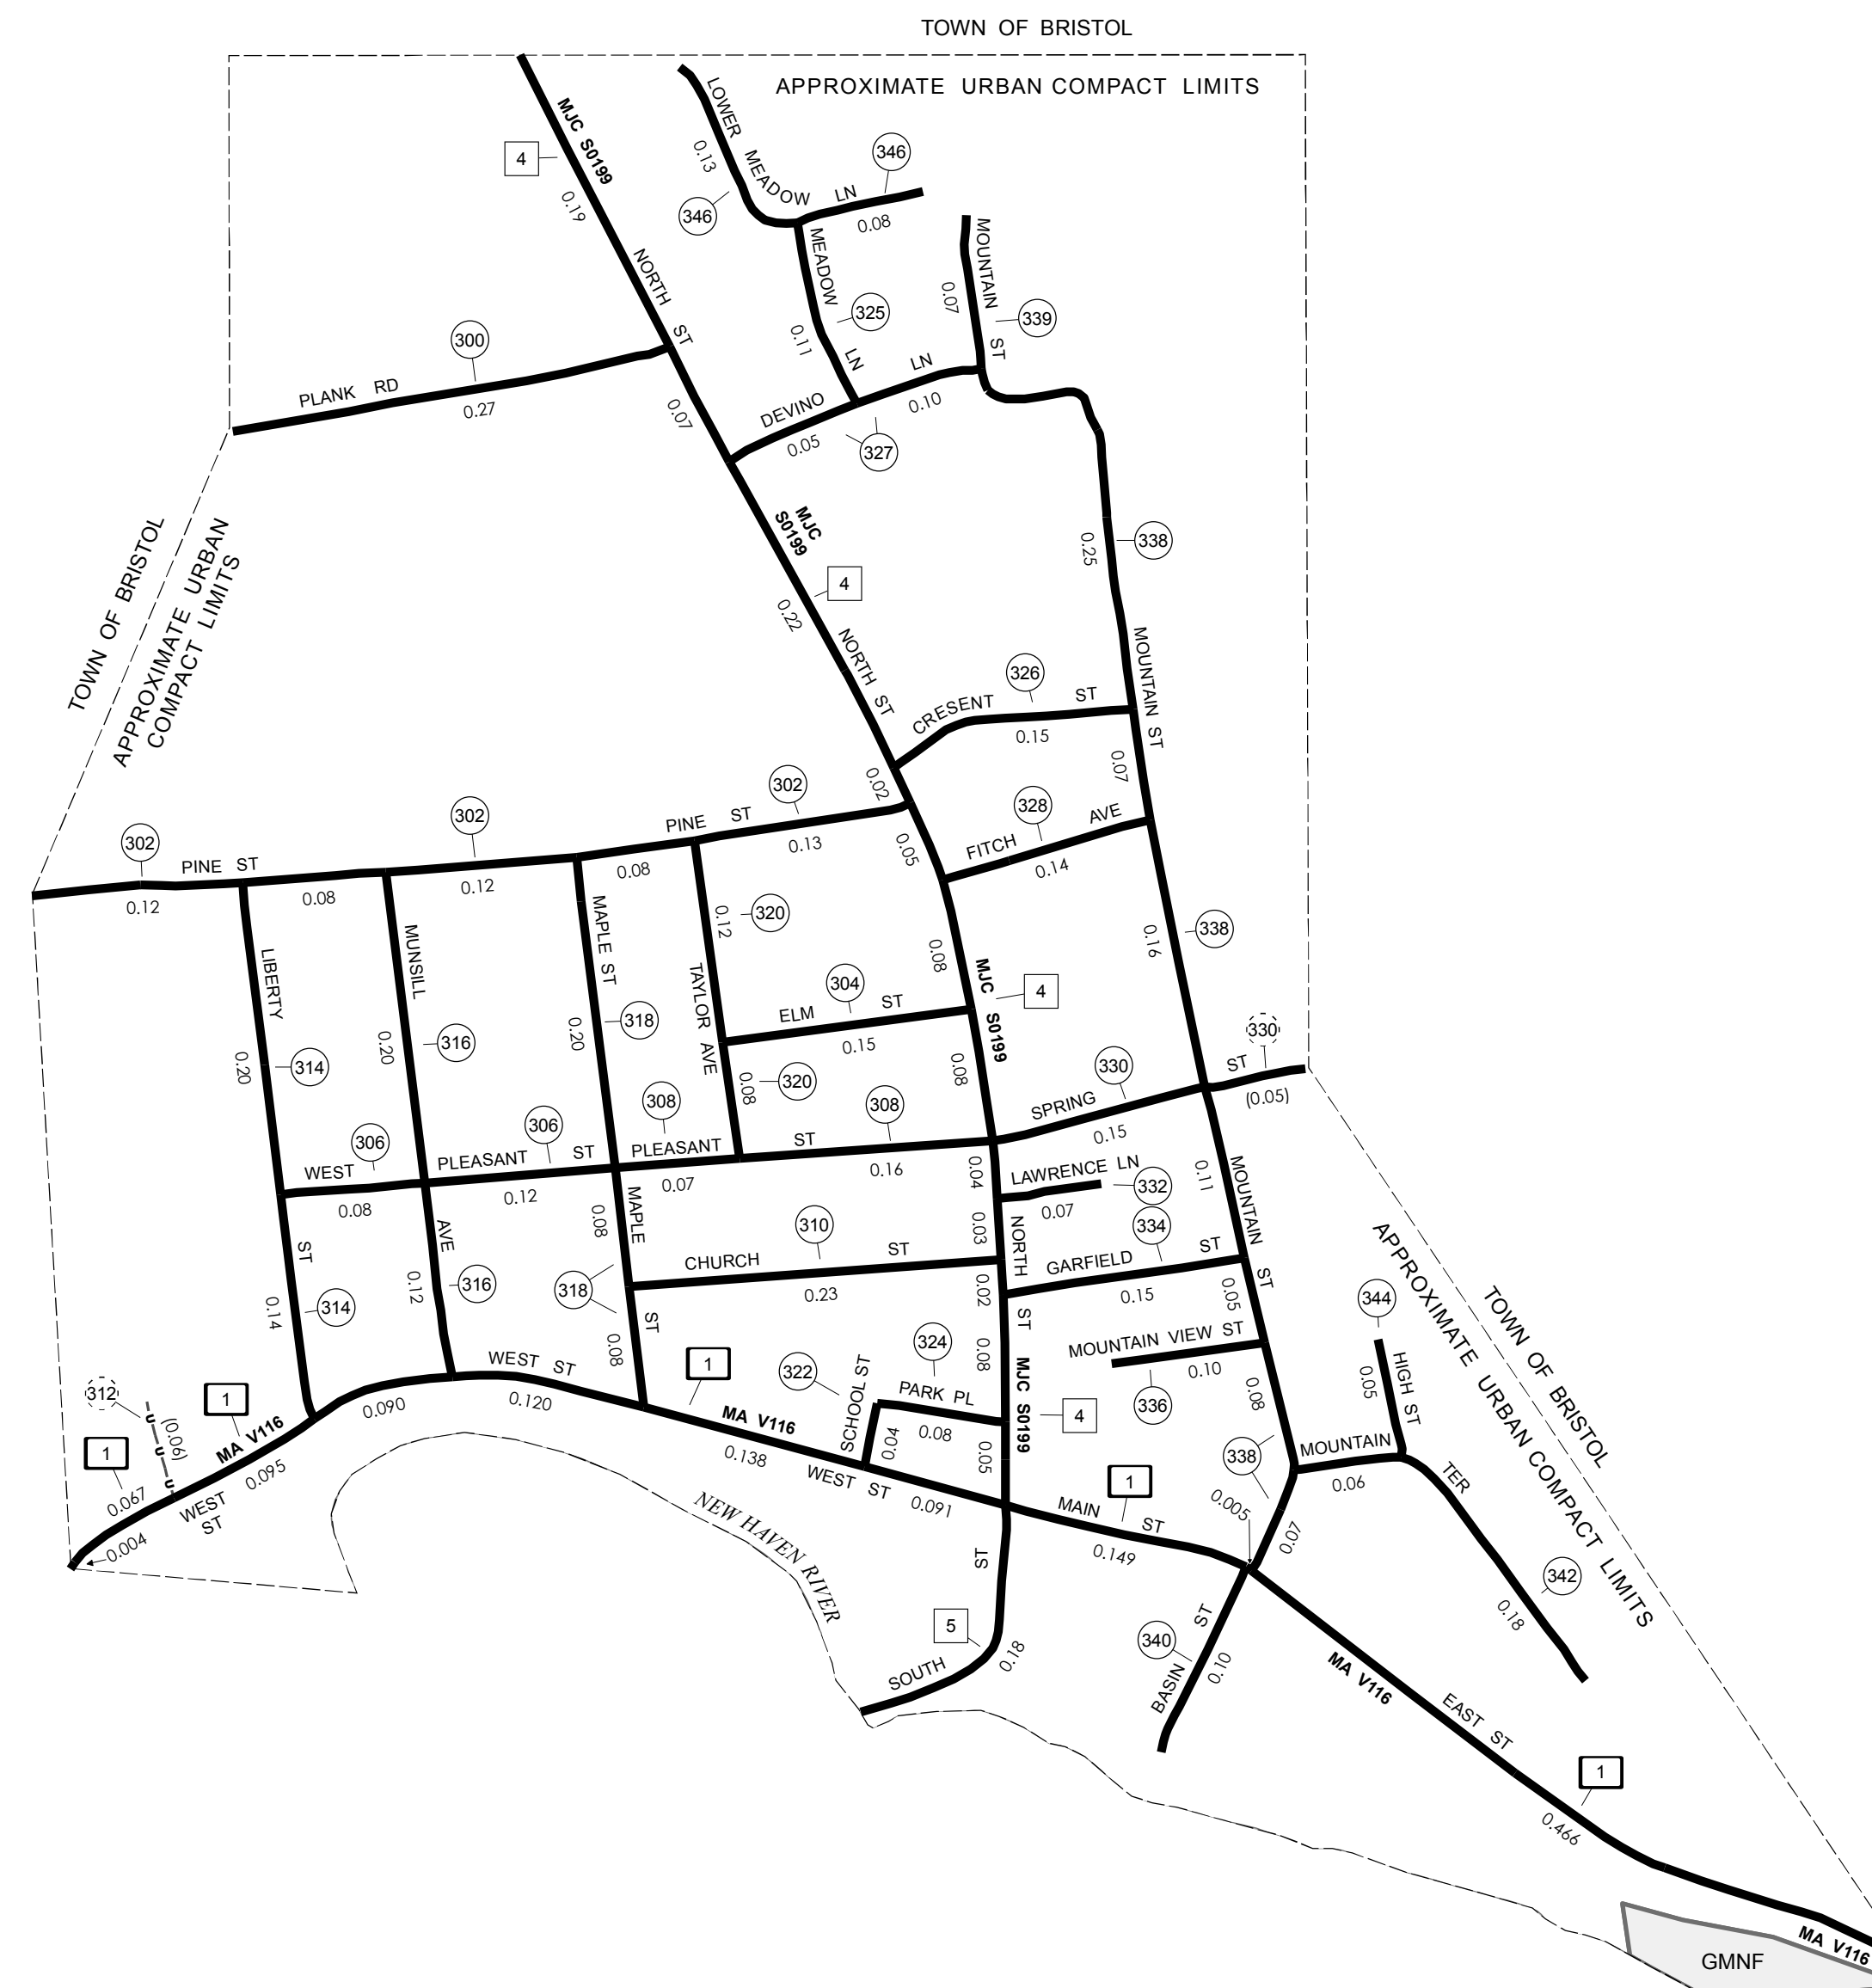 TOWN OF BRISTOL
APPROXIMATE URBAN COMPACT LIMITS
MJC S0199
4
0.19
NORTH ST
LOWER MEADOW LN
0.13
346
346
0.08
MEADOW LN
325
0.11
MOUNTAIN ST
0.07
339
300
PLANK RD
0.27
0.07
DEVINO LN
0.05
0.10
327
TOWN OF BRISTOL
APPROXIMATE URBAN
COMPACT LIMITS
MJC
S0199
4
0.22
NORTH ST
338
0.25
MOUNTAIN ST
326
CRESENT ST
0.15
0.02
0.07
302
302
302
PINE ST
PINE ST
0.12
0.08
0.12
0.08
0.13
0.05
328
FITCH AVE
0.14
LIBERTY
MUNSILL
MAPLE ST
0.12
320
TAYLOR AVE
0.08
MJC S0199
4
0.16
338
304
ELM ST
0.15
0.20
314
0.20
316
0.20
318
0.08
320
0.08
330
330
SPRING ST
0.15
(0.05)
306
306
308
308
WEST PLEASANT ST
PLEASANT ST
0.08
0.12
0.07
0.16
0.04
LAWRENCE LN
0.07
332
0.11
MOUNTAIN ST
ST
AVE
MAPLE ST
0.08
310
CHURCH ST
0.23
0.03
NORTH ST
334
GARFIELD ST
0.15
0.02
0.05
0.14
314
0.12
316
318
0.08
MOUNTAIN VIEW ST
0.10
336
0.08
344
HIGH ST
0.05
APPROXIMATE URBAN COMPACT LIMITS
TOWN OF BRISTOL
WEST ST
1
322
SCHOOL ST
324
PARK PL
0.08
0.04
0.08
MJC S0199
4
0.05
312
(0.06)
1
1
MA V116
0.090
0.120
MA V116
0.138
WEST ST
0.091
0.067
WEST
ST
0.095
0.004
NEW HAVEN RIVER
MAIN ST
1
0.149
338
0.005
0.07
MOUNTAIN TER
0.06
342
0.18
ST
5
SOUTH
0.18
340
BASIN ST
0.10
MA V116
EAST ST
1
0.466
MA V116
GMNF